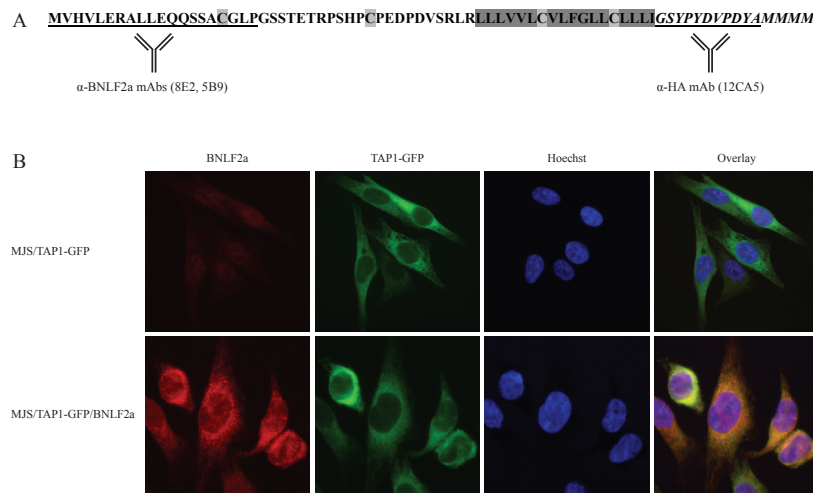 A MVHVLERALLEQQSSACGLPGSSTETRPSHPCPEDPDVSRLRLLLVVLCVLFGLLCLLLIGSYPYDVPDYAMMMM
α-BNLF2a mAbs (8E2, 5B9) α-HA mAb (12CA5)
B
BNLF2a TAP1-GFP Hoechst Overlay
MJS/TAP1-GFP
MJS/TAP1-GFP/BNLF2a